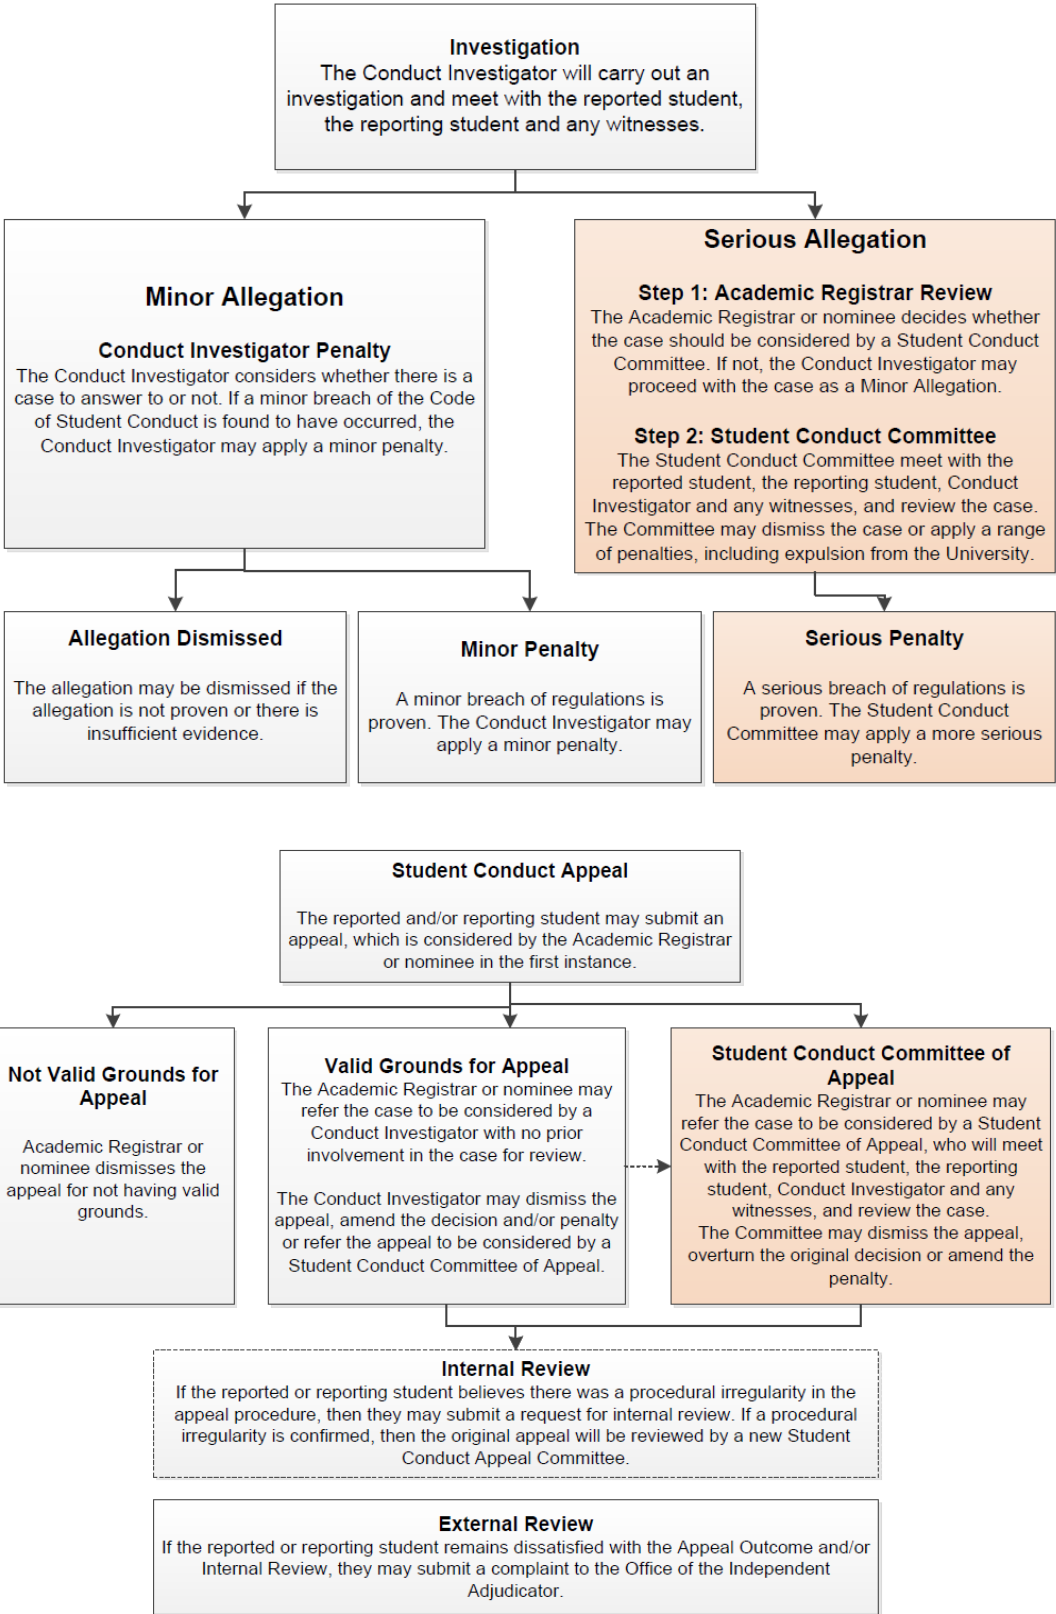 Investigation
The Conduct Investigator will carry out an
investigation and meet with the reported student,
the reporting student and any witnesses.
Minor Allegation
Conduct Investigator Penalty
The Conduct Investigator considers whether there is a
case to answer to or not. If a minor breach of the Code
of Student Conduct is found to have occurred, the
Conduct Investigator may apply a minor penalty.
Serious Allegation
Step 1: Academic Registrar Review
The Academic Registrar or nominee decides whether
the case should be considered by a Student Conduct
Committee. If not, the Conduct Investigator may
proceed with the case as a Minor Allegation.
Step 2: Student Conduct Committee
The Student Conduct Committee meet with the
reported student, the reporting student, Conduct
Investigator and any witnesses, and review the case.
The Committee may dismiss the case or apply a range
of penalties, including expulsion from the University.
Allegation Dismissed
The allegation may be dismissed if the
allegation is not proven or there is
insufficient evidence.
Minor Penalty
A minor breach of regulations is
proven. The Conduct Investigator may
apply a minor penalty.
Serious Penalty
A serious breach of regulations is
proven. The Student Conduct
Committee may apply a more serious
penalty.
Student Conduct Appeal
The reported and/or reporting student may submit an
appeal, which is considered by the Academic Registrar
or nominee in the first instance.
Not Valid Grounds for
Appeal
Academic Registrar or
nominee dismisses the
appeal for not having valid
grounds.
Valid Grounds for Appeal
The Academic Registrar or nominee may
refer the case to be considered by a
Conduct Investigator with no prior
involvement in the case for review.
The Conduct Investigator may dismiss the
appeal, amend the decision and/or penalty
or refer the appeal to be considered by a
Student Conduct Committee of Appeal.
Student Conduct Committee of
Appeal
The Academic Registrar or nominee may
refer the case to be considered by a Student
Conduct Committee of Appeal, who will meet
with the reported student, the reporting
student, Conduct Investigator and any
witnesses, and review the case.
The Committee may dismiss the appeal,
overturn the original decision or amend the
penalty.
Internal Review
If the reported or reporting student believes there was a procedural irregularity in the
appeal procedure, then they may submit a request for internal review. If a procedural
irregularity is confirmed, then the original appeal will be reviewed by a new Student
Conduct Appeal Committee.
External Review
If the reported or reporting student remains dissatisfied with the Appeal Outcome and/or
Internal Review, they may submit a complaint to the Office of the Independent
Adjudicator.